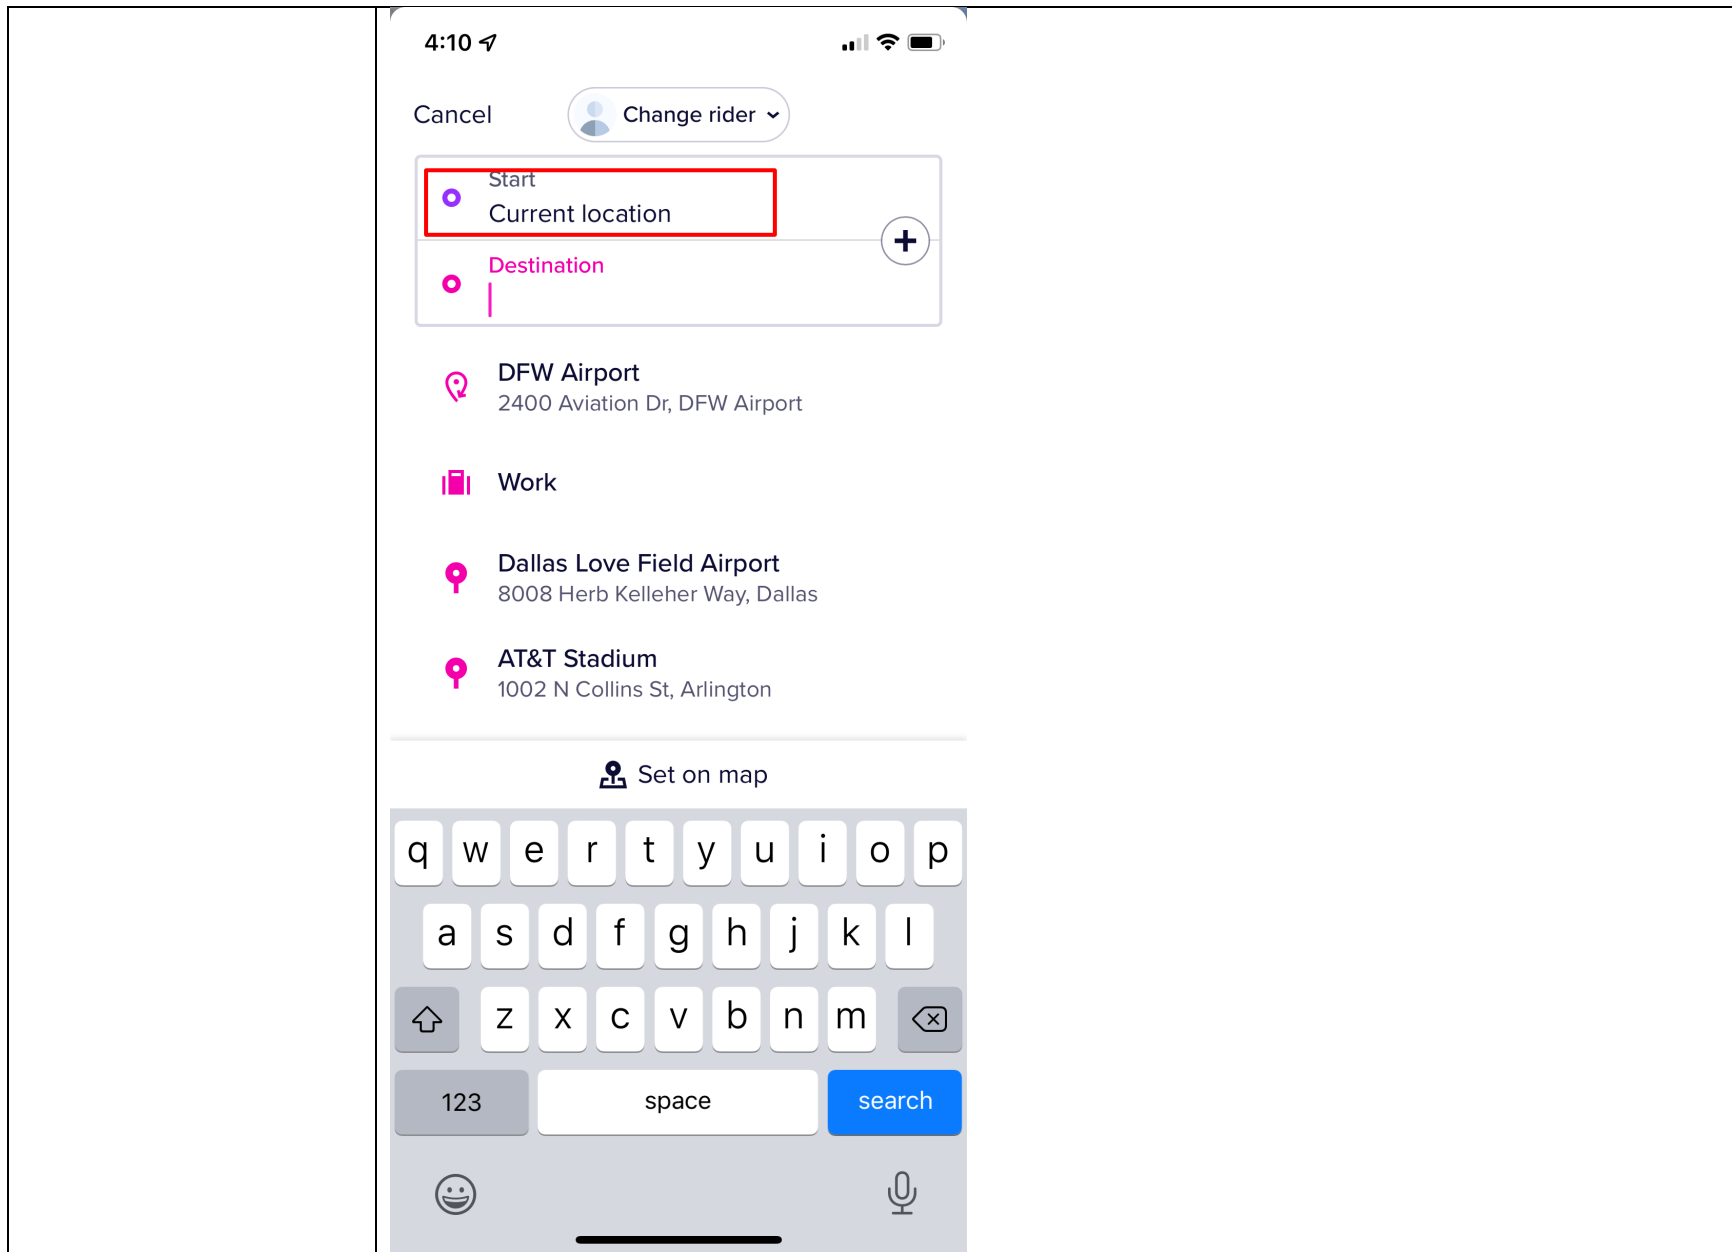 4:10
Cancel
Change rider
Start
Current location
Destination
DFW Airport
2400 Aviation Dr, DFW Airport
Work
Dallas Love Field Airport
8008 Herb Kelleher Way, Dallas
AT&T Stadium
1002 N Collins St, Arlington
Set on map
q w e r t y u i o p
a s d f g h j k l
z x c v b n m
123 space search